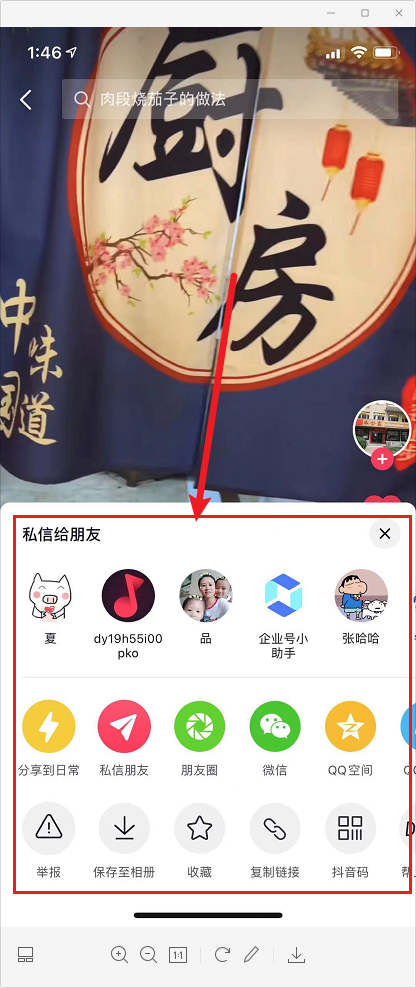 1:46
肉段烧茄子的做法
厨
房
中
味
国
道
私信给朋友
夏
dy19h55i00
pko
品
企业号小
助手
张哈哈
分享到日常
私信朋友
朋友圈
微信
QQ空间
举报
保存至相册
收藏
复制链接
抖音码
1:1